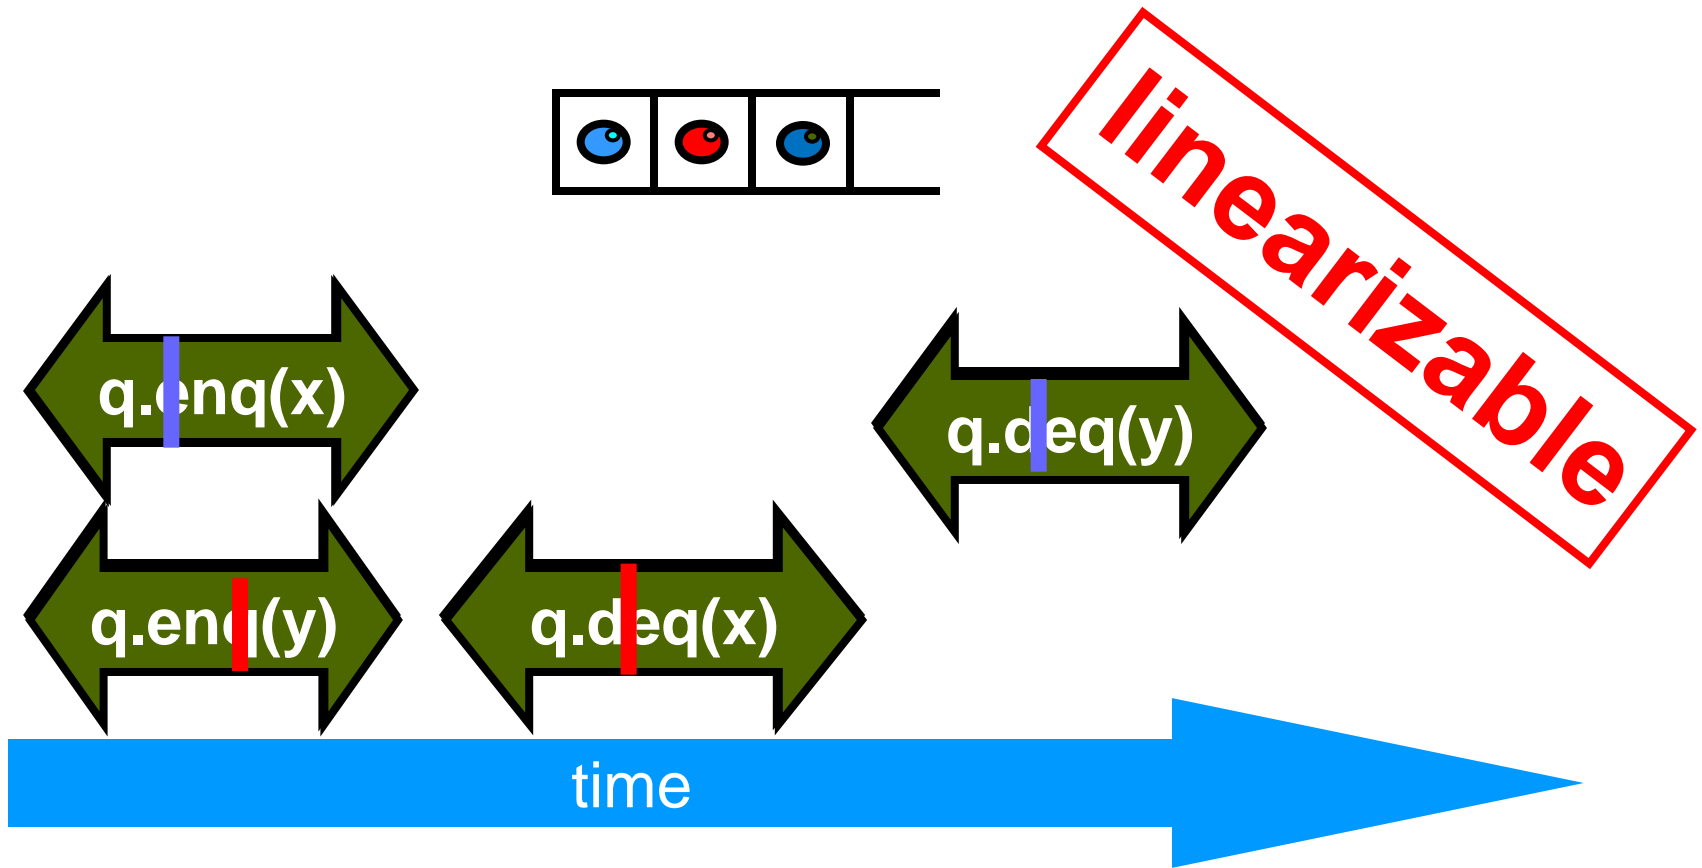 linearizable
q.enq(x)
q.deq(y)
q.enq(y)
q.deq(x)
time